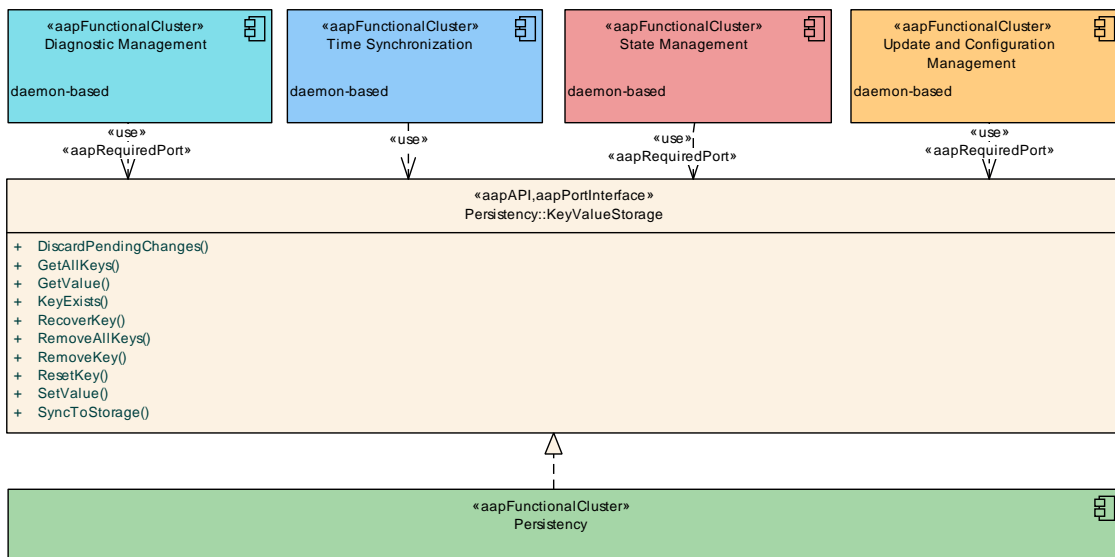 «aapFunctionalCluster»
Diagnostic Management
daemon-based
«aapFunctionalCluster»
Time Synchronization
daemon-based
«aapFunctionalCluster»
State Management
daemon-based
«aapFunctionalCluster»
Update and Configuration
Management
daemon-based
«use»
«aapRequiredPort»
«use»
«use»
«aapRequiredPort»
«use»
«aapRequiredPort»
«aapAPI,aapPortInterface»
Persistency::KeyValueStorage
+ DiscardPendingChanges()
+ GetAllKeys()
+ GetValue()
+ KeyExists()
+ RecoverKey()
+ RemoveAllKeys()
+ RemoveKey()
+ ResetKey()
+ SetValue()
+ SyncToStorage()
«aapFunctionalCluster»
Persistency